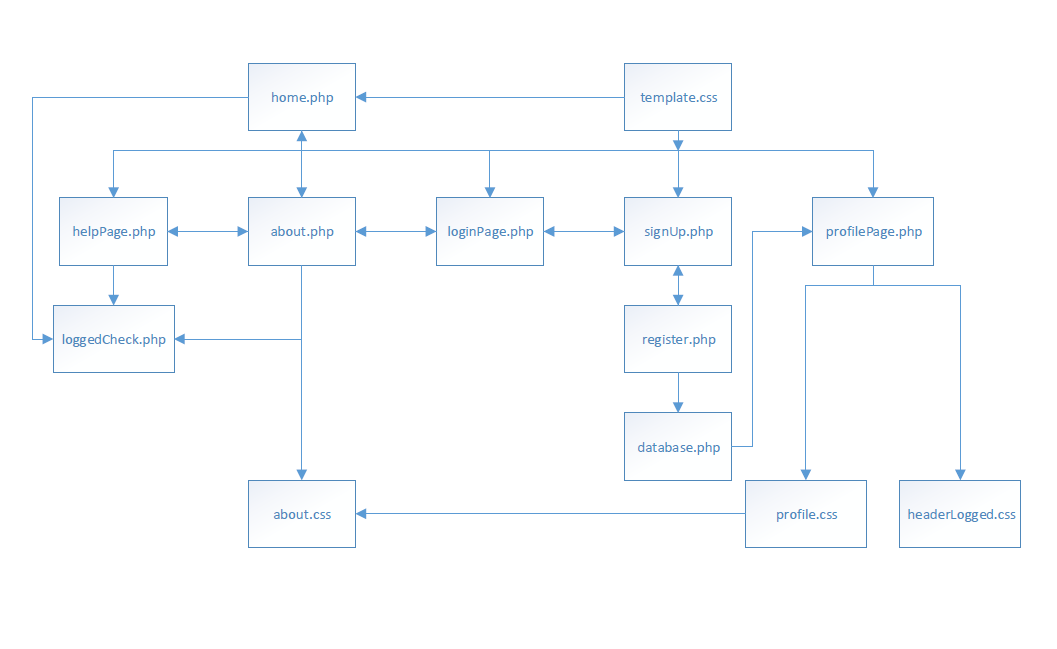 home.php
template.css
helpPage.php
about.php
loginPage.php
signUp.php
profilePage.php
loggedCheck.php
register.php
database.php
about.css
profile.css
headerLogged.css